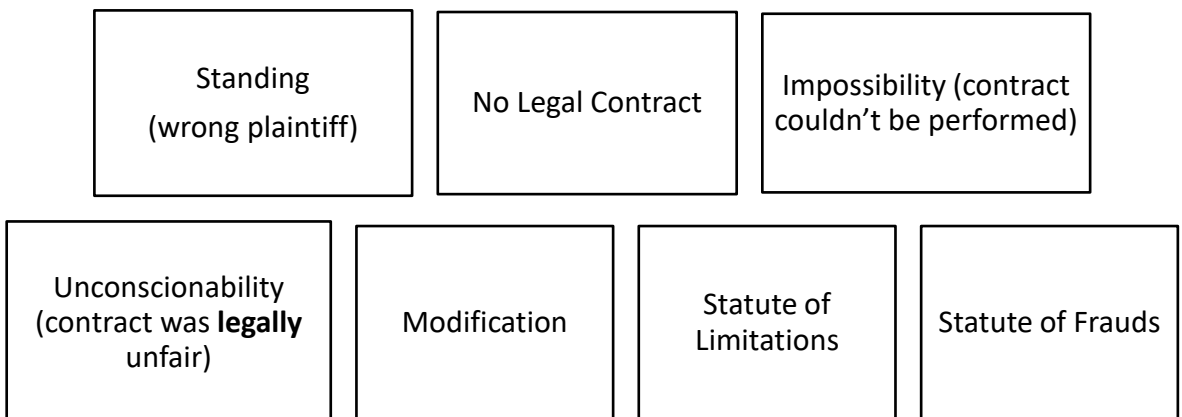 Standing
(wrong plaintiff)
No Legal Contract
Impossibility (contract
couldn’t be performed)
Unconscionability
(contract was legally
unfair)
Modification
Statute of
Limitations
Statute of Frauds